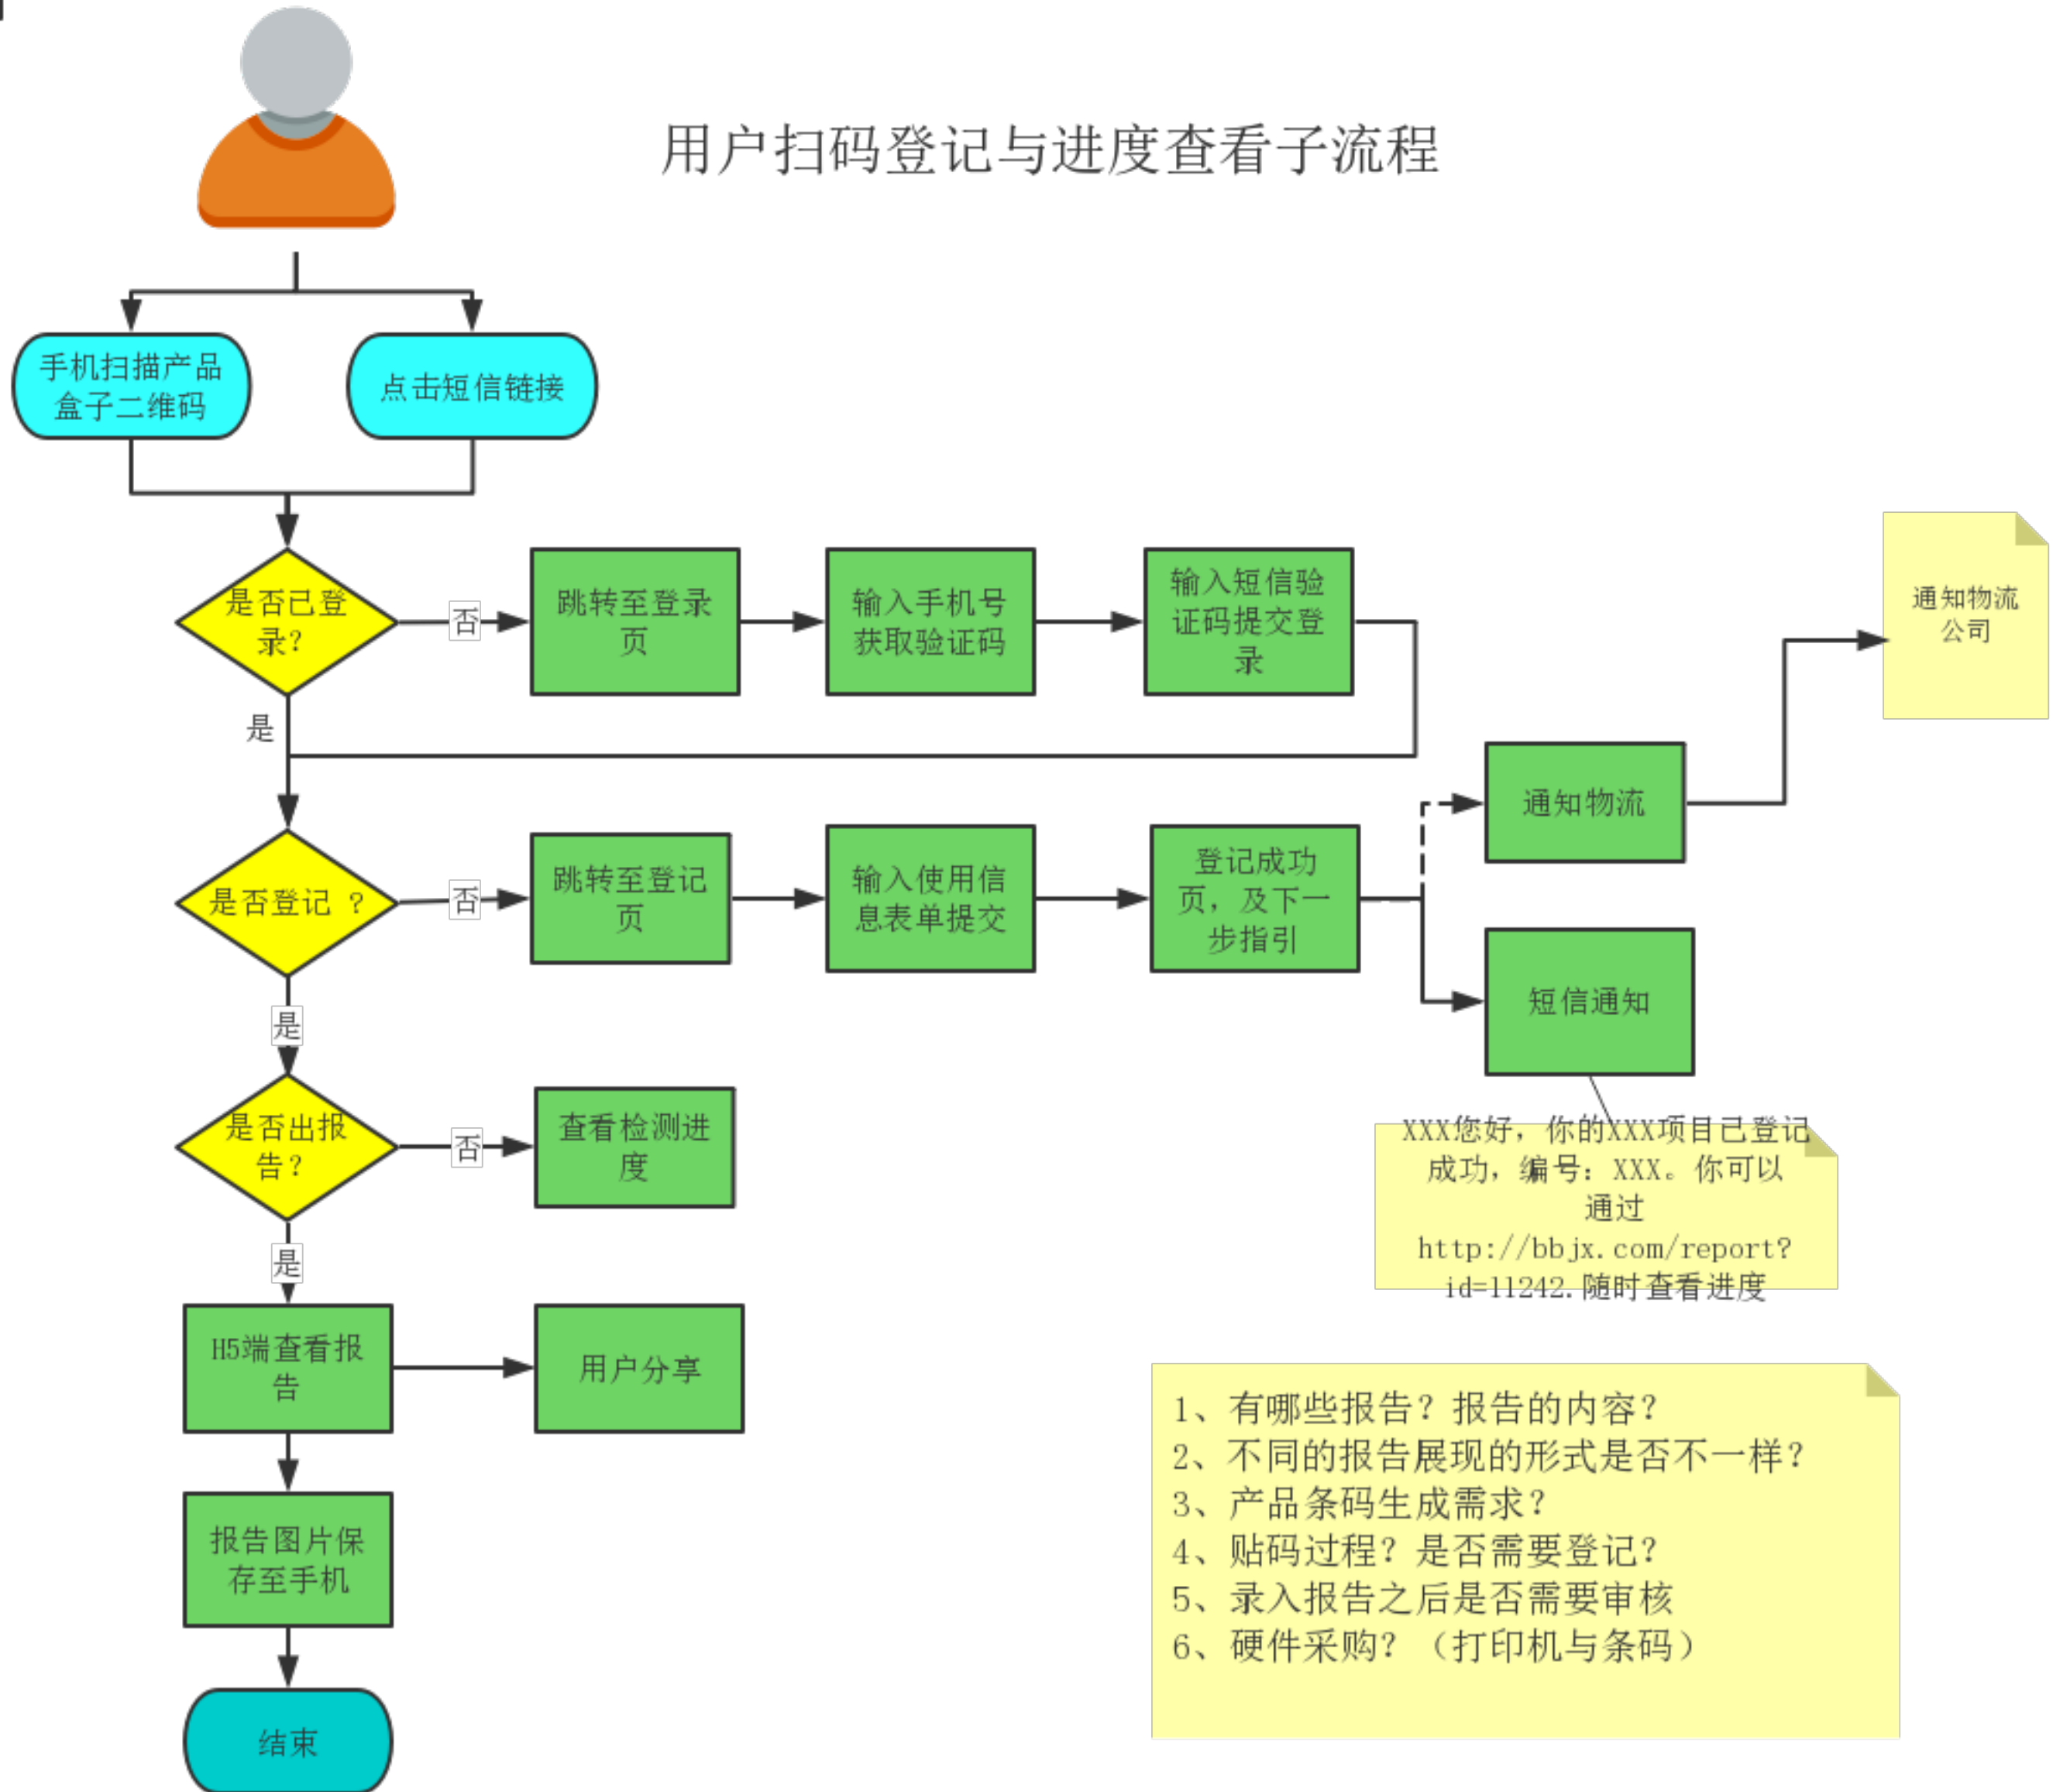 用户扫码登记与进度查看子流程
手机扫描产品
盒子二维码
点击短信链接
是否已登
录？
否
跳转至登录
页
输入手机号
获取验证码
输入短信验
证码提交登
录
通知物流
公司
是
通知物流
是否登记 ？
否
跳转至登记
页
输入使用信
息表单提交
登记成功
页，及下一
步指引
短信通知
是
XXX您好，你的XXX项目已登记
成功，编号：XXX。你可以
通过
http://bbjx.com/report?
id=11242.随时查看进度
是否出报
告？
否
查看检测进
度
是
H5端查看报
告
用户分享
1、有哪些报告？报告的内容？
2、不同的报告展现的形式是否不一样？
3、产品条码生成需求？
4、贴码过程？是否需要登记？
5、录入报告之后是否需要审核
6、硬件采购？（打印机与条码）
报告图片保
存至手机
结束